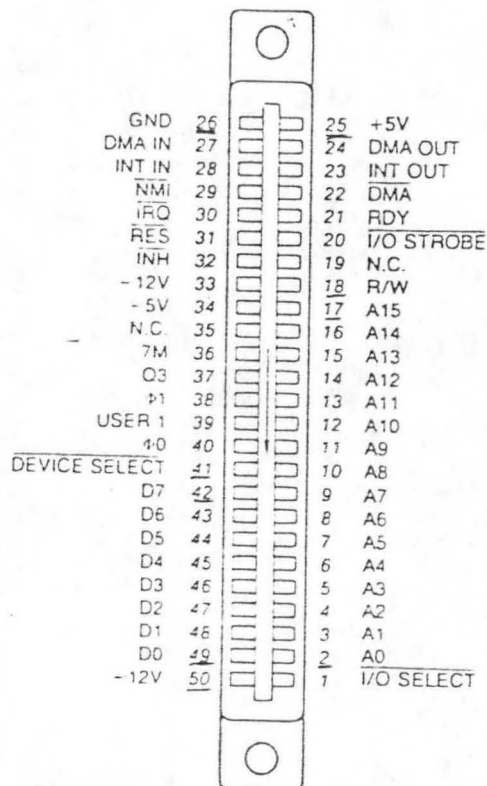 GND 26 25 +5V
DMA IN 27 24 DMA OUT
INT IN 28 23 INT OUT
NMI 29 22 DMA
IRQ 30 21 RDY
RES 31 20 I/O STROBE
INH 32 19 N.C.
-12V 33 18 R/W
-5V 34 17 A15
N.C. 35 16 A14
7M 36 15 A13
Q3 37 14 A12
Φ1 38 13 A11
USER 1 39 12 A10
Φ0 40 11 A9
DEVICE SELECT 41 10 A8
D7 42 9 A7
D6 43 8 A6
D5 44 7 A5
D4 45 6 A4
D3 46 5 A3
D2 47 4 A2
D1 48 3 A1
D0 49 2 A0
-12V 50 1 I/O SELECT